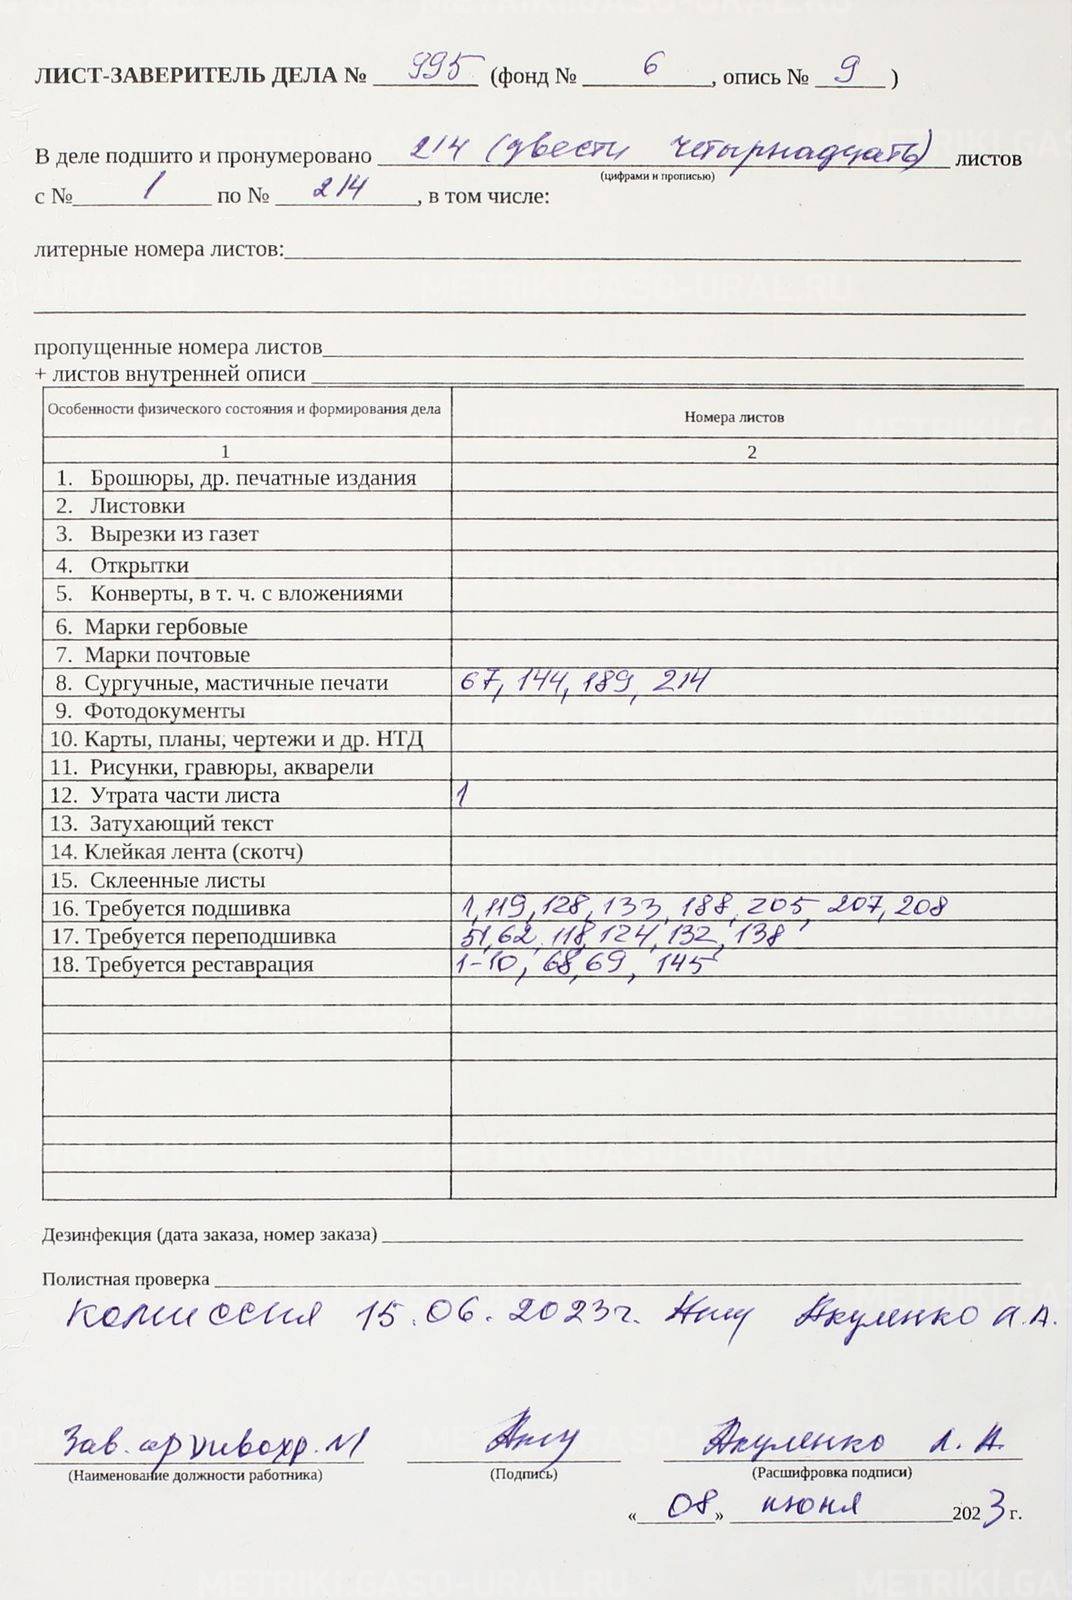 ЛИСТ-ЗАВЕРИТЕЛЬ ДЕЛА № 995 (фонд № 6, опись № 9)
В деле подшито и пронумеровано 214 (двести четырнадцать) листов
(цифрами и прописью)
с № 1 по № 214, в том числе:
литерные номера листов:
пропущенные номера листов
+ листов внутренней описи
Особенности физического состояния и формирования дела Номера листов
1 2
1. Брошюры, др. печатные издания
2. Листовки
3. Вырезки из газет
4. Открытки
5. Конверты, в т. ч. с вложениями
6. Марки гербовые
7. Марки почтовые
8. Сургучные, мастичные печати 67, 144, 189, 214
9. Фотодокументы
10. Карты, планы, чертежи и др. НТД
11. Рисунки, гравюры, акварели
12. Утрата части листа 1
13. Затухающий текст
14. Клейкая лента (скотч)
15. Склеенные листы
16. Требуется подшивка 1, 119, 128, 133, 188, 205, 207, 208
17. Требуется переподшивка 51, 62, 118, 124, 132, 138
18. Требуется реставрация 1-10, 68, 69, 145
Дезинфекция (дата заказа, номер заказа)
Полистная проверка
комиссия 15.06.2023г. Акуленко А.А.
Зав. архивохр. №1 Акуленко А. А.
(Наименование должности работника) (Подпись) (Расшифровка подписи)
«08» июня 2023 г.
METRIKI.GASO-URAL.RU